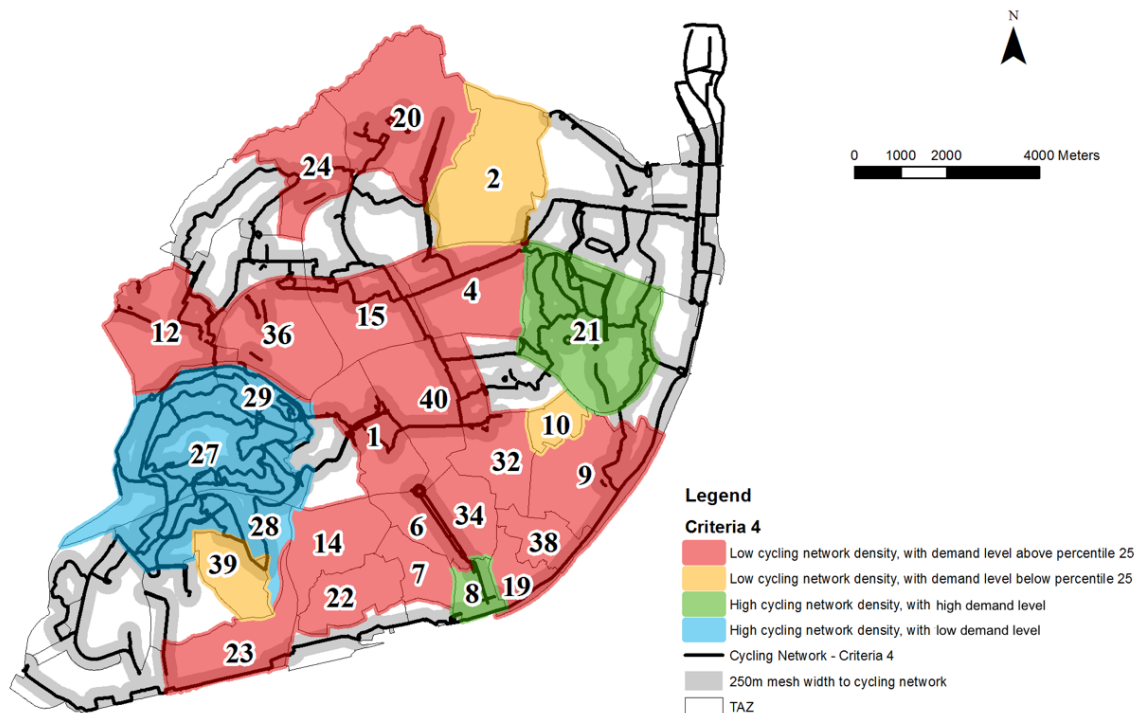 N
0 1000 2000 4000 Meters
20
24
2
4
15
12
36
21
29
40
10
1
27
32
9
28
6
34
14
38
39
7
22
8
19
23
Legend
Criteria 4
Low cycling network density, with demand level above percentile 25
Low cycling network density, with demand level below percentile 25
High cycling network density, with high demand level
High cycling network density, with low demand level
Cycling Network - Criteria 4
250m mesh width to cycling network
TAZ